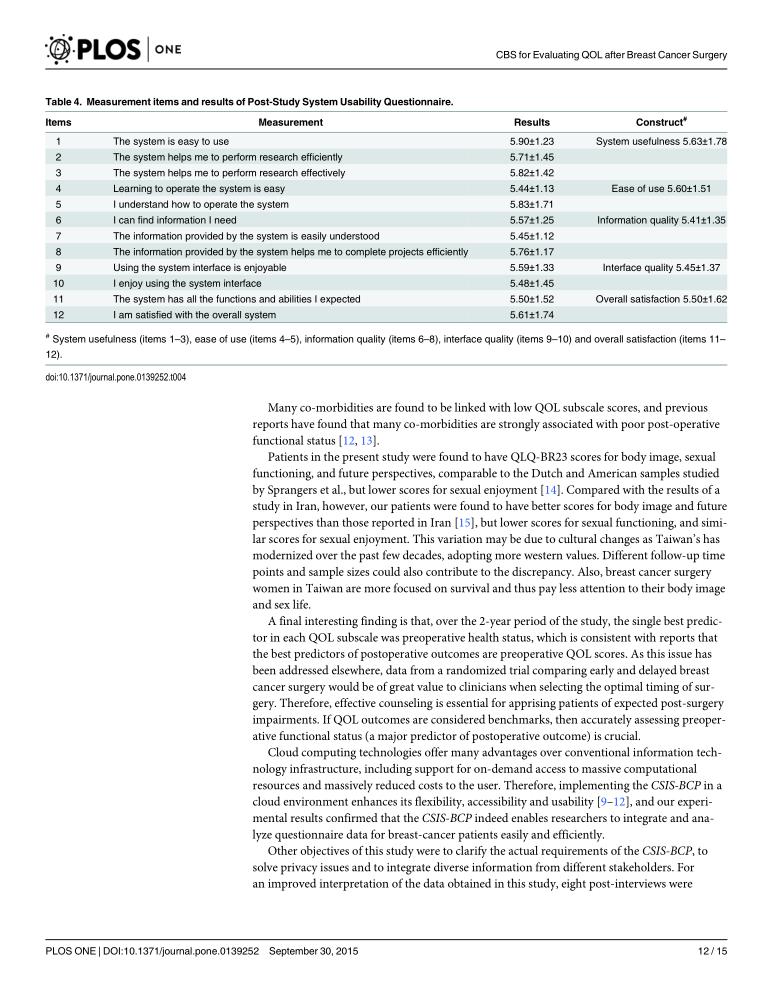 PLOS ONE
CBS for Evaluating QOL after Breast Cancer Surgery
Table 4. Measurement items and results of Post-Study System Usability Questionnaire.
Items Measurement Results Construct#
1 The system is easy to use 5.90±1.23 System usefulness 5.63±1.78
2 The system helps me to perform research efficiently 5.71±1.45
3 The system helps me to perform research effectively 5.82±1.42
4 Learning to operate the system is easy 5.44±1.13 Ease of use 5.60±1.51
5 I understand how to operate the system 5.83±1.71
6 I can find information I need 5.57±1.25 Information quality 5.41±1.35
7 The information provided by the system is easily understood 5.45±1.12
8 The information provided by the system helps me to complete projects efficiently 5.76±1.17
9 Using the system interface is enjoyable 5.59±1.33 Interface quality 5.45±1.37
10 I enjoy using the system interface 5.48±1.45
11 The system has all the functions and abilities I expected 5.50±1.52 Overall satisfaction 5.50±1.62
12 I am satisfied with the overall system 5.61±1.74
# System usefulness (items 1–3), ease of use (items 4–5), information quality (items 6–8), interface quality (items 9–10) and overall satisfaction (items 11–
12).
doi:10.1371/journal.pone.0139252.t004
Many co-morbidities are found to be linked with low QOL subscale scores, and previous
reports have found that many co-morbidities are strongly associated with poor post-operative
functional status [12, 13].
Patients in the present study were found to have QLQ-BR23 scores for body image, sexual
functioning, and future perspectives, comparable to the Dutch and American samples studied
by Sprangers et al., but lower scores for sexual enjoyment [14]. Compared with the results of a
study in Iran, however, our patients were found to have better scores for body image and future
perspectives than those reported in Iran [15], but lower scores for sexual functioning, and simi-
lar scores for sexual enjoyment. This variation may be due to cultural changes as Taiwan's has
modernized over the past few decades, adopting more western values. Different follow-up time
points and sample sizes could also contribute to the discrepancy. Also, breast cancer surgery
women in Taiwan are more focused on survival and thus pay less attention to their body image
and sex life.
A final interesting finding is that, over the 2-year period of the study, the single best predic-
tor in each QOL subscale was preoperative health status, which is consistent with reports that
the best predictors of postoperative outcomes are preoperative QOL scores. As this issue has
been addressed elsewhere, data from a randomized trial comparing early and delayed breast
cancer surgery would be of great value to clinicians when selecting the optimal timing of sur-
gery. Therefore, effective counseling is essential for apprising patients of expected post-surgery
impairments. If QOL outcomes are considered benchmarks, then accurately assessing preoper-
ative functional status (a major predictor of postoperative outcome) is crucial.
Cloud computing technologies offer many advantages over conventional information tech-
nology infrastructure, including support for on-demand access to massive computational
resources and massively reduced costs to the user. Therefore, implementing the CSIS-BCP in a
cloud environment enhances its flexibility, accessibility and usability [9–12], and our experi-
mental results confirmed that the CSIS-BCP indeed enables researchers to integrate and ana-
lyze questionnaire data for breast-cancer patients easily and efficiently.
Other objectives of this study were to clarify the actual requirements of the CSIS-BCP, to
solve privacy issues and to integrate diverse information from different stakeholders. For
an improved interpretation of the data obtained in this study, eight post-interviews were
PLOS ONE | DOI:10.1371/journal.pone.0139252 September 30, 2015
12 / 15